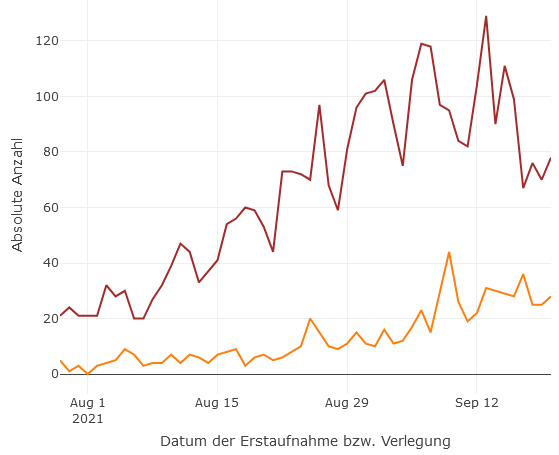 120
100
80
60
40
20
0
Absolute Anzahl
Aug 1
2021
Aug 15
Aug 29
Sep 12
Datum der Erstaufnahme bzw. Verlegung